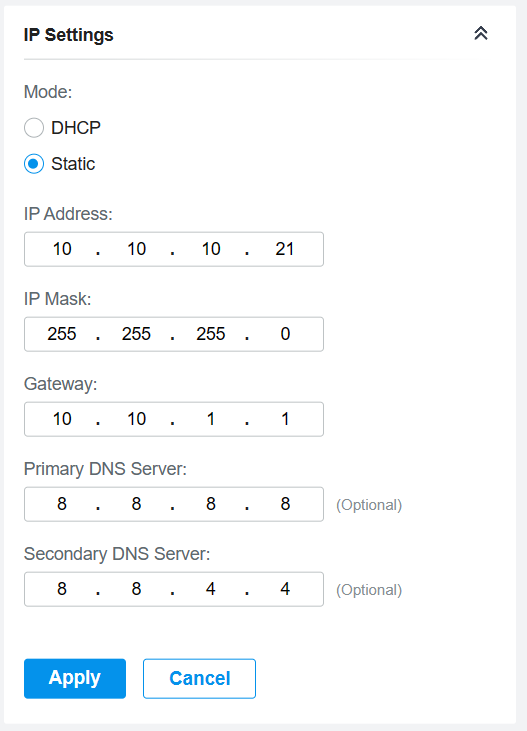 IP Settings
Mode:
DHCP
Static
IP Address:
10 . 10 . 10 . 21
IP Mask:
255 . 255 . 255 . 0
Gateway:
10 . 10 . 1 . 1
Primary DNS Server:
8 . 8 . 8 . 8 (Optional)
Secondary DNS Server:
8 . 8 . 4 . 4 (Optional)
Apply Cancel